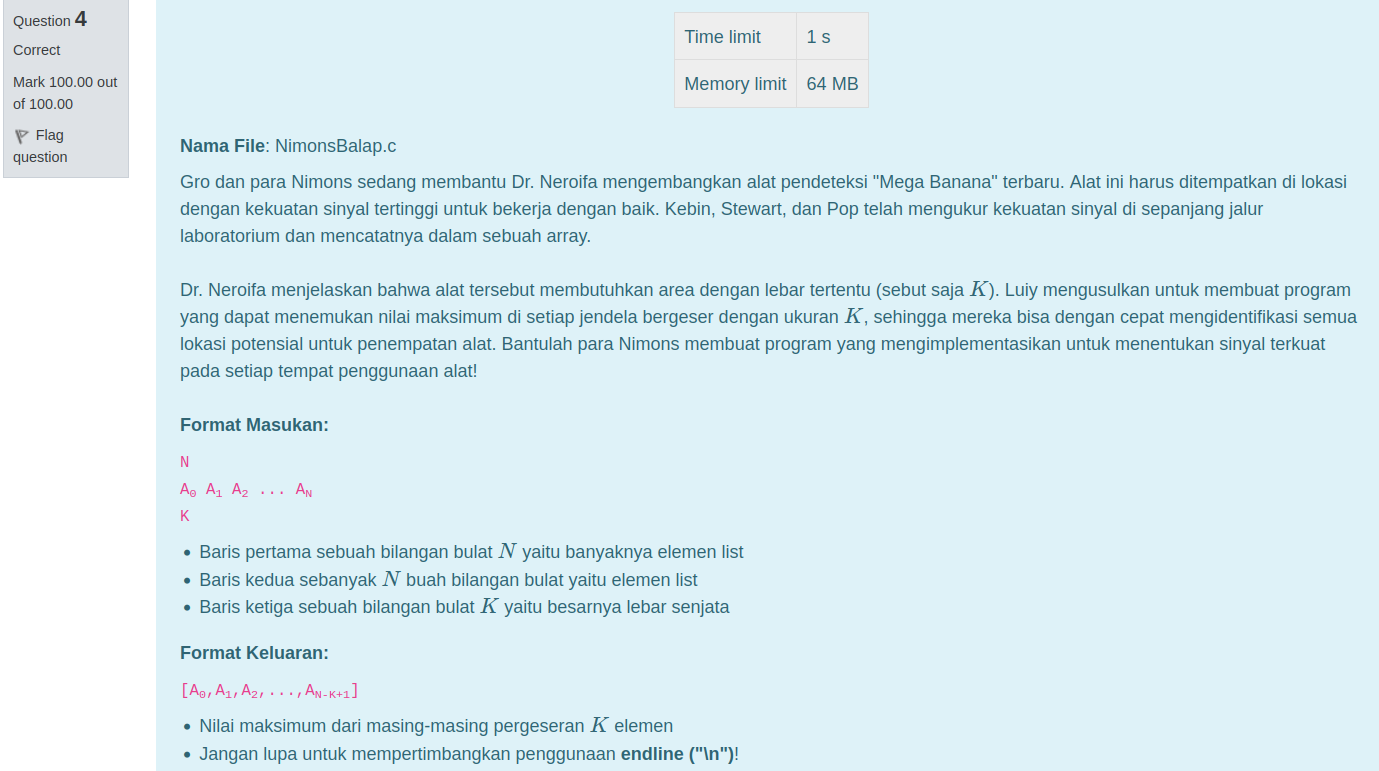 Question 4
Correct
Mark 100.00 out
of 100.00
Flag
question
Time limit 1 s
Memory limit 64 MB
Nama File: NimonsBalap.c
Gro dan para Nimons sedang membantu Dr. Neroifa mengembangkan alat pendeteksi "Mega Banana" terbaru. Alat ini harus ditempatkan di lokasi
dengan kekuatan sinyal tertinggi untuk bekerja dengan baik. Kebin, Stewart, dan Pop telah mengukur kekuatan sinyal di sepanjang jalur
laboratorium dan mencatatnya dalam sebuah array.
Dr. Neroifa menjelaskan bahwa alat tersebut membutuhkan area dengan lebar tertentu (sebut saja K). Luiy mengusulkan untuk membuat program
yang dapat menemukan nilai maksimum di setiap jendela bergeser dengan ukuran K, sehingga mereka bisa dengan cepat mengidentifikasi semua
lokasi potensial untuk penempatan alat. Bantulah para Nimons membuat program yang mengimplementasikan untuk menentukan sinyal terkuat
pada setiap tempat penggunaan alat!
Format Masukan:
N
A₀ A₁ A₂ ... A_N
K
• Baris pertama sebuah bilangan bulat N yaitu banyaknya elemen list
• Baris kedua sebanyak N buah bilangan bulat yaitu elemen list
• Baris ketiga sebuah bilangan bulat K yaitu besarnya lebar senjata
Format Keluaran:
[A₀,A₁,A₂,...,A_N-K+1]
• Nilai maksimum dari masing-masing pergeseran K elemen
• Jangan lupa untuk mempertimbangkan penggunaan endline ("\n")!